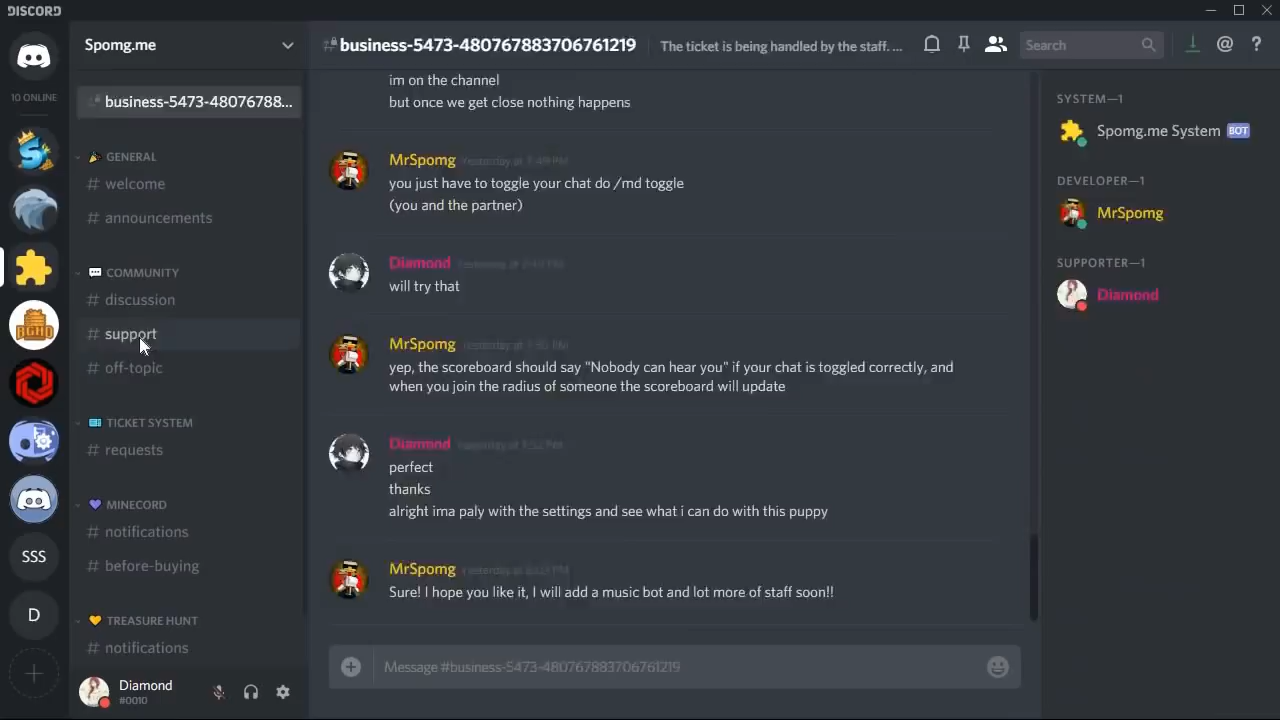 DISCORD
Spomg.me
business-5473-480767883706761219
The ticket is being handled by the staff. ...
Search
10 ONLINE
SSS
D
business-5473-48076788...
GENERAL
# welcome
# announcements
COMMUNITY
# discussion
# support
# off-topic
TICKET SYSTEM
# requests
MINECORD
# notifications
# before-buying
TREASURE HUNT
# notifications
Diamond
#0010
im on the channel
but once we get close nothing happens
MrSpomg
you just have to toggle your chat do /md toggle
(you and the partner)
Diamond
will try that
MrSpomg
yep, the scoreboard should say "Nobody can hear you" if your chat is toggled correctly, and
when you join the radius of someone the scoreboard will update
Diamond
perfect
thanks
alright ima paly with the settings and see what i can do with this puppy
MrSpomg
Sure! I hope you like it, I will add a music bot and lot more of staff soon!!
Message #business-5473-480767883706761219
SYSTEM—1
Spomg.me System BOT
DEVELOPER—1
MrSpomg
SUPPORTER—1
Diamond